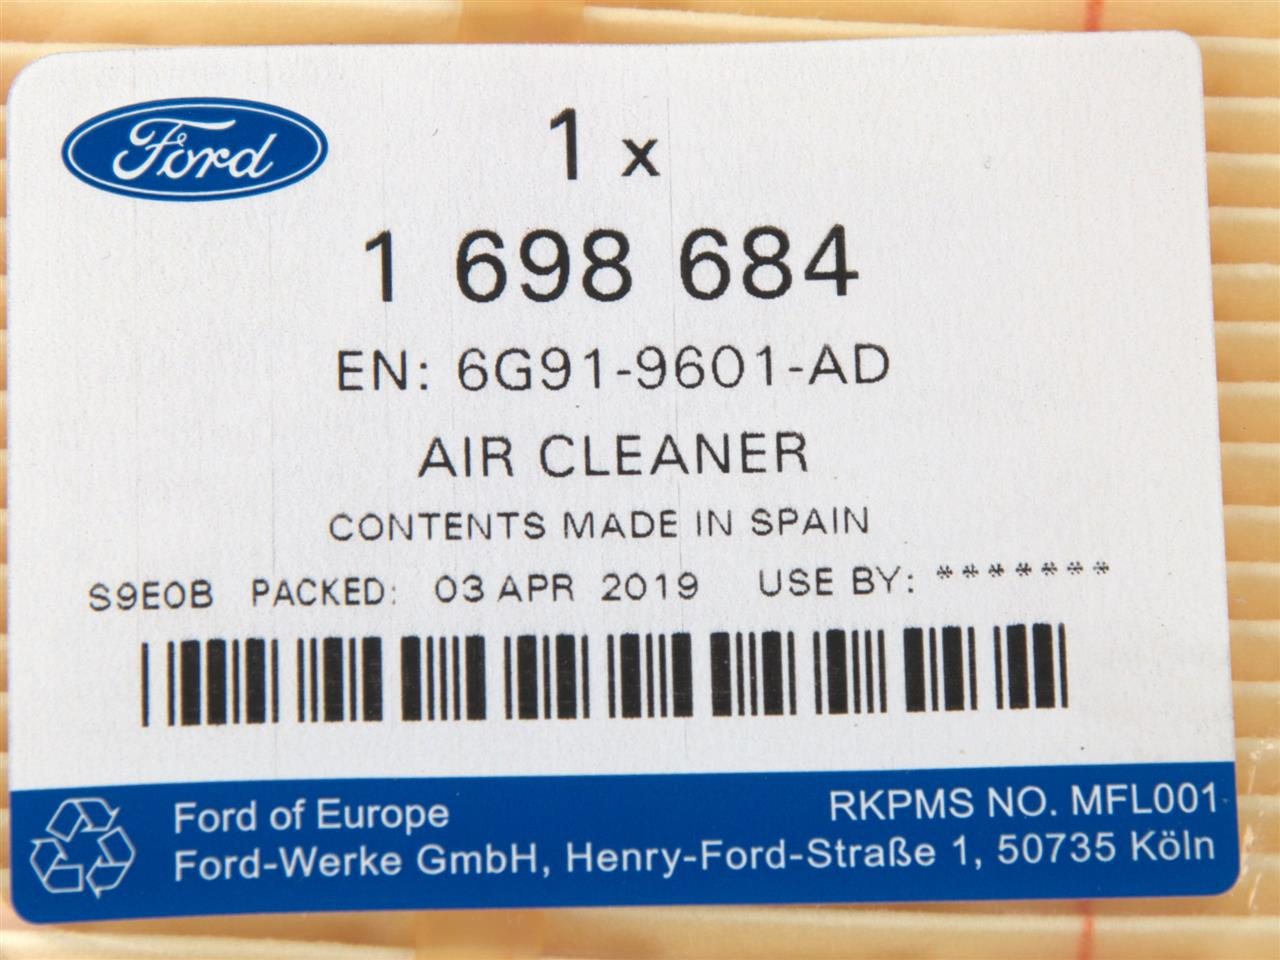 Ford
1 x
1 698 684
EN: 6G91-9601-AD
AIR CLEANER
CONTENTS MADE IN SPAIN
S9E0B PACKED: 03 APR 2019 USE BY: *******
Ford of Europe
RKPMS NO. MFL001
Ford-Werke GmbH, Henry-Ford-Straße 1, 50735 Köln